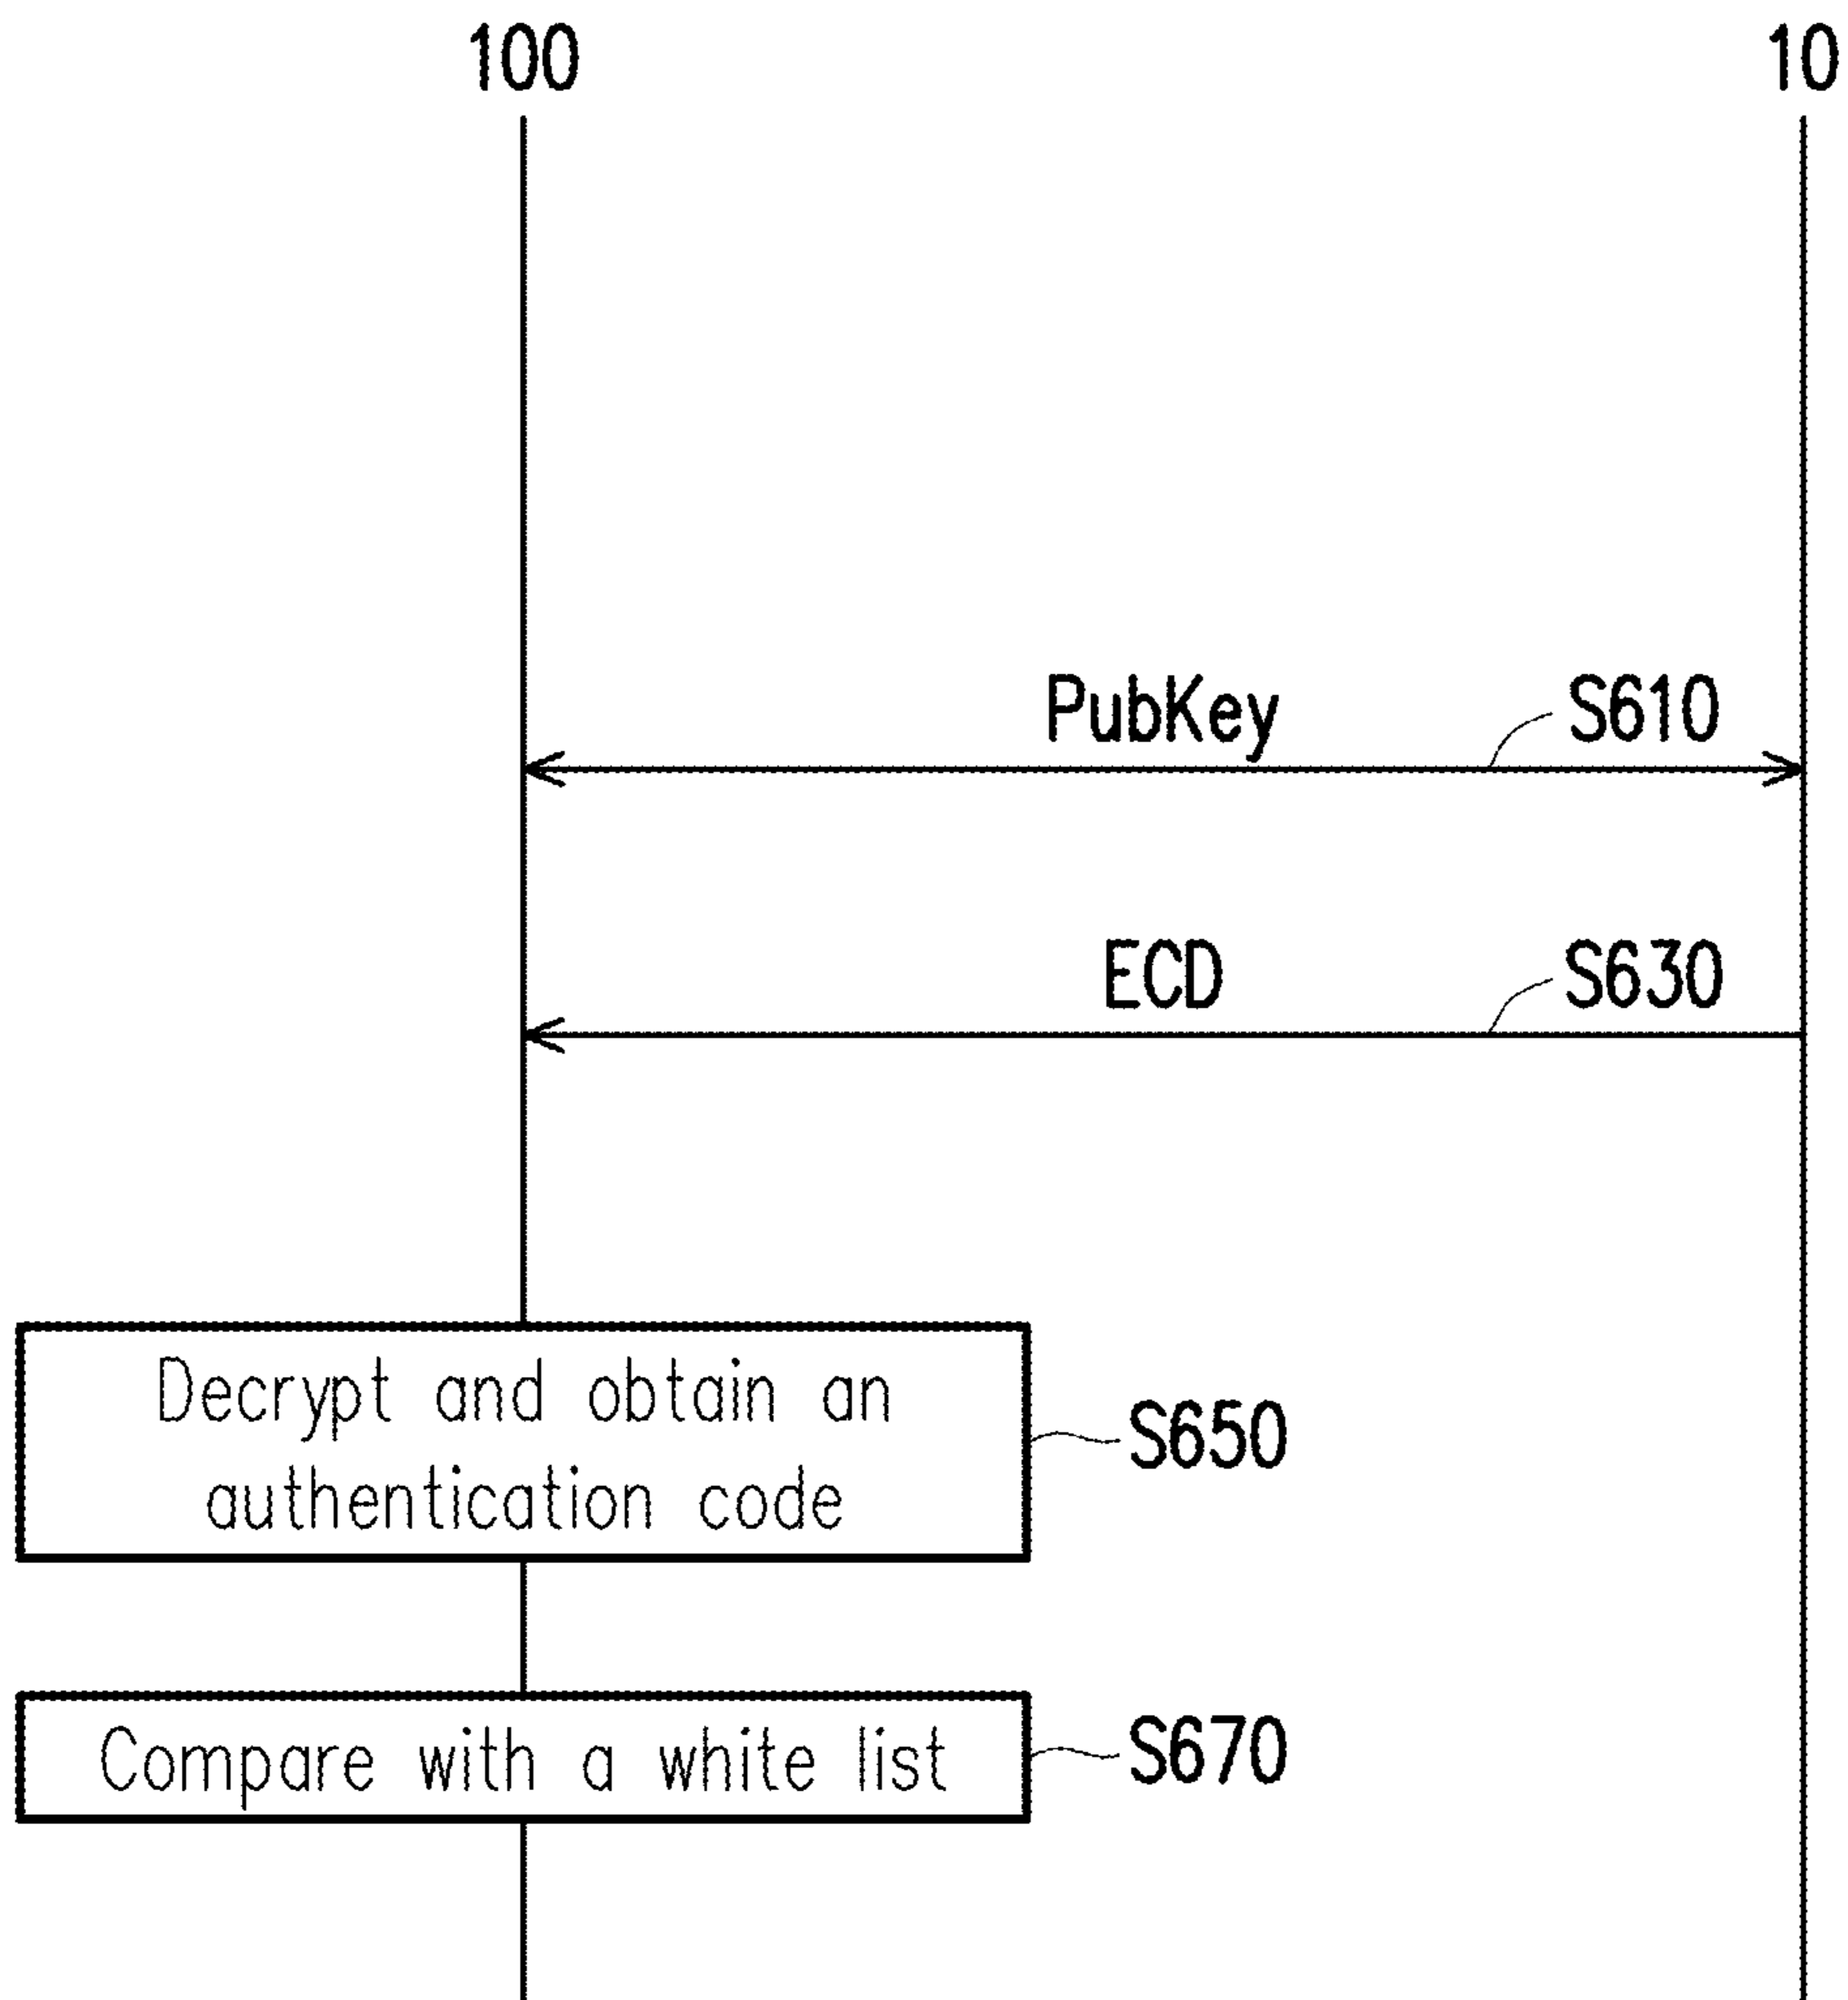 100
10
PubKey
S610
ECD
S630
Decrypt and obtain an
authentication code
S650
Compare with a white list
S670